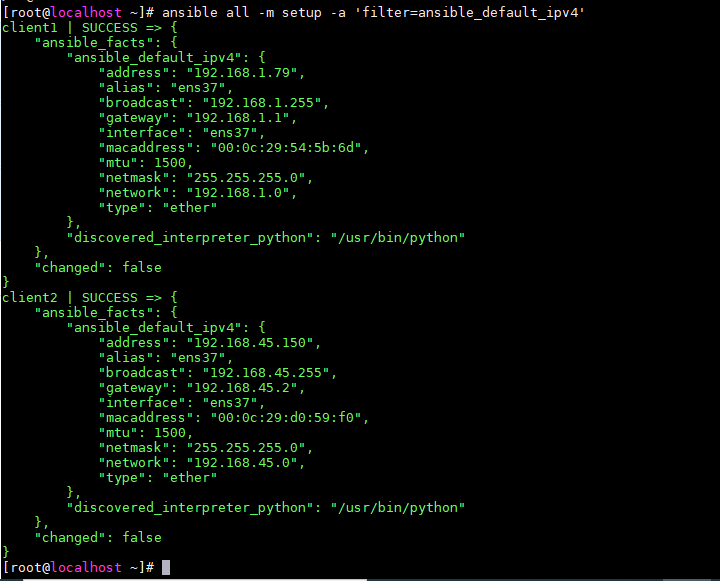 [root@localhost ~]# ansible all -m setup -a 'filter=ansible_default_ipv4'
client1 | SUCCESS => {
    "ansible_facts": {
        "ansible_default_ipv4": {
            "address": "192.168.1.79",
            "alias": "ens37",
            "broadcast": "192.168.1.255",
            "gateway": "192.168.1.1",
            "interface": "ens37",
            "macaddress": "00:0c:29:54:5b:6d",
            "mtu": 1500,
            "netmask": "255.255.255.0",
            "network": "192.168.1.0",
            "type": "ether"
        },
        "discovered_interpreter_python": "/usr/bin/python"
    },
    "changed": false
}
client2 | SUCCESS => {
    "ansible_facts": {
        "ansible_default_ipv4": {
            "address": "192.168.45.150",
            "alias": "ens37",
            "broadcast": "192.168.45.255",
            "gateway": "192.168.45.2",
            "interface": "ens37",
            "macaddress": "00:0c:29:d0:59:f0",
            "mtu": 1500,
            "netmask": "255.255.255.0",
            "network": "192.168.45.0",
            "type": "ether"
        },
        "discovered_interpreter_python": "/usr/bin/python"
    },
    "changed": false
}
[root@localhost ~]#